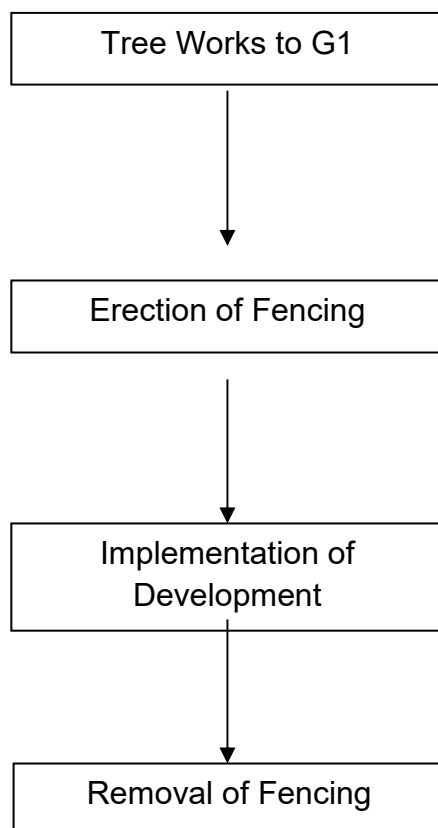 Tree Works to G1
Erection of Fencing
Implementation of
Development
Removal of Fencing